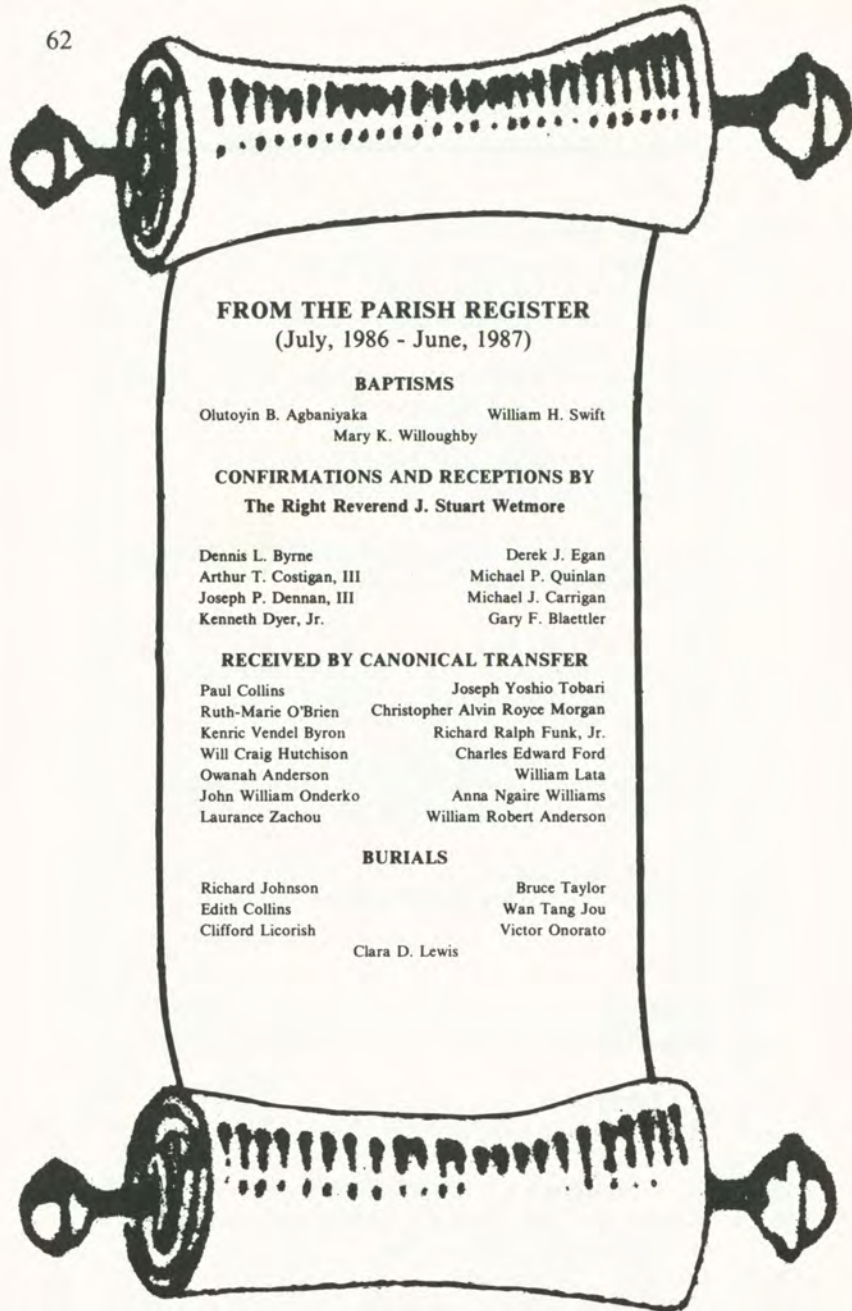 62
FROM THE PARISH REGISTER
(July, 1986 - June, 1987)
BAPTISMS
Olutoyin B. Agbaniyaka William H. Swift
Mary K. Willoughby
CONFIRMATIONS AND RECEPTIONS BY
The Right Reverend J. Stuart Wetmore
Dennis L. Byrne Derek J. Egan
Arthur T. Costigan, III Michael P. Quinlan
Joseph P. Dennan, III Michael J. Carrigan
Kenneth Dyer, Jr. Gary F. Blaettler
RECEIVED BY CANONICAL TRANSFER
Paul Collins Joseph Yoshio Tobari
Ruth-Marie O'Brien Christopher Alvin Royce Morgan
Kenric Vendel Byron Richard Ralph Funk, Jr.
Will Craig Hutchison Charles Edward Ford
Owanah Anderson William Lata
John William Onderko Anna Ngaire Williams
Laurance Zachou William Robert Anderson
BURIALS
Richard Johnson Bruce Taylor
Edith Collins Wan Tang Jou
Clifford Licorish Victor Onorato
Clara D. Lewis